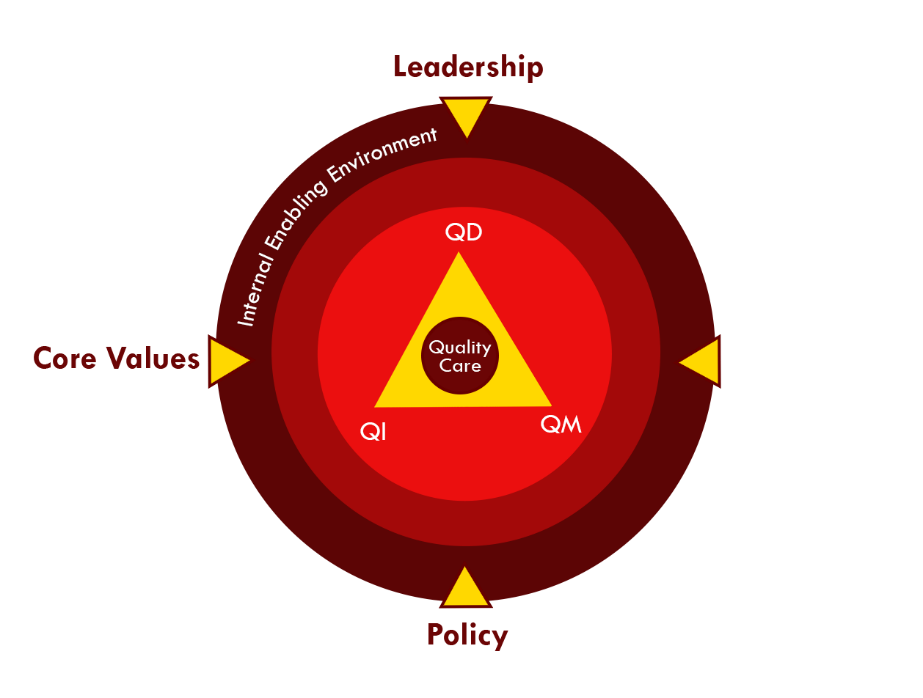 Leadership
Internal Enabling Environment
QD
Core Values
Quality
Care
QI
QM
Policy